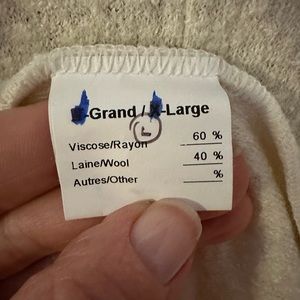 X-Grand / X-Large
L
Viscose/Rayon 60 %
Laine/Wool 40 %
Autres/Other %